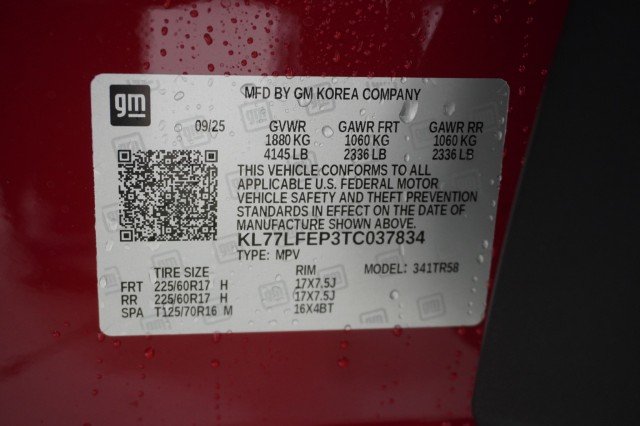 gm
MFD BY GM KOREA COMPANY
09/25 GVWR GAWR FRT GAWR RR
1880 KG 1060 KG 1060 KG
4145 LB 2336 LB 2336 LB
THIS VEHICLE CONFORMS TO ALL
APPLICABLE U.S. FEDERAL MOTOR
VEHICLE SAFETY AND THEFT PREVENTION
STANDARDS IN EFFECT ON THE DATE OF
MANUFACTURE SHOWN ABOVE.
KL77LFEP3TC037834
TYPE: MPV MODEL: 341TR58
TIRE SIZE RIM
FRT 225/60R17 H 17X7.5J
RR 225/60R17 H 17X7.5J
SPA T125/70R16 M 16X4BT